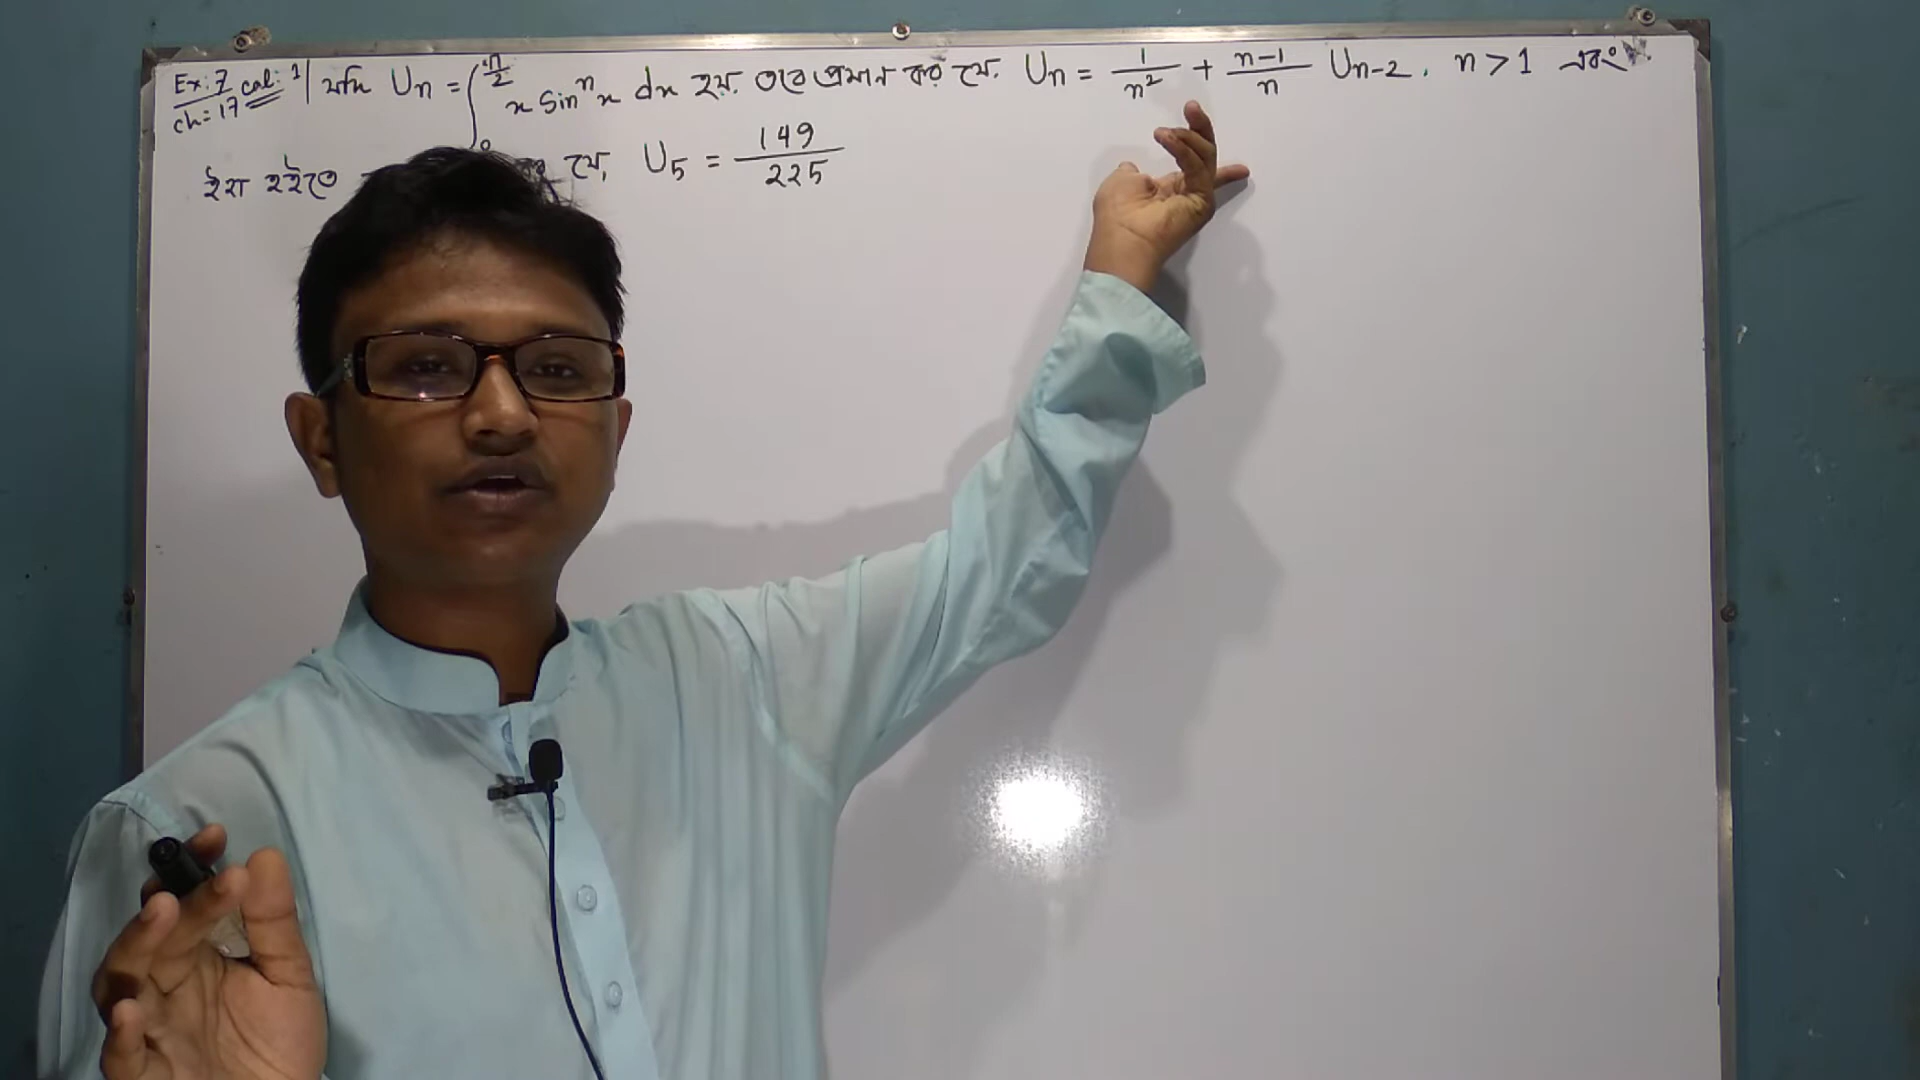 Ex: 7 cal: 1 | যদি Un = ∫₀^(π/2) x Sinⁿx dx হয়. তবে প্রমান কর যে. Un = 1/n² + (n-1)/n Un-2. n > 1 এবং
ch: 17
ইহা হইতে যে, U5 = 149/225